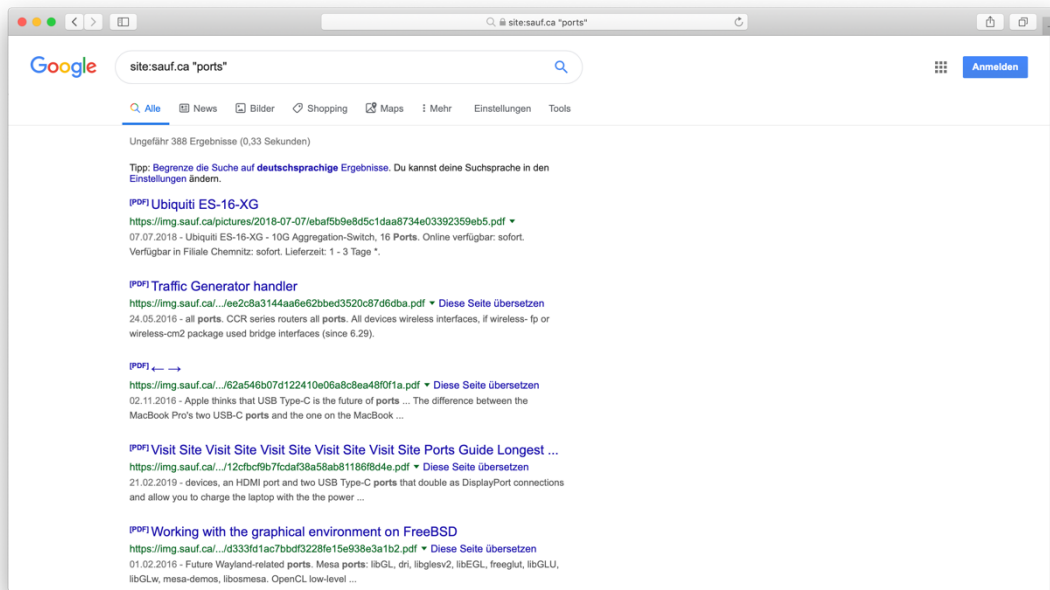 site:sauf.ca "ports"
Google
site:sauf.ca "ports"
Anmelden
Alle News Bilder Shopping Maps Mehr Einstellungen Tools
Ungefähr 388 Ergebnisse (0,33 Sekunden)
Tipp: Begrenze die Suche auf deutschsprachige Ergebnisse. Du kannst deine Suchsprache in den
Einstellungen ändern.
[PDF] Ubiquiti ES-16-XG
https://img.sauf.ca/pictures/2018-07-07/ebaf5b9e8d5c1daa8734e03392359eb5.pdf
07.07.2018 - Ubiquiti ES-16-XG - 10G Aggregation-Switch, 16 Ports. Online verfügbar: sofort.
Verfügbar in Filiale Chemnitz: sofort. Lieferzeit: 1 - 3 Tage *.
[PDF] Traffic Generator handler
https://img.sauf.ca/.../ee2c8a3144aa6e62bbed3520c87d6dba.pdf Diese Seite übersetzen
24.05.2016 - all ports. CCR series routers all ports. All devices wireless interfaces, if wireless- fp or
wireless-cm2 package used bridge interfaces (since 6.29).
[PDF] ← →
https://img.sauf.ca/.../62a546b07d122410e06a8c8ea48f0f1a.pdf Diese Seite übersetzen
02.11.2016 - Apple thinks that USB Type-C is the future of ports ... The difference between the
MacBook Pro's two USB-C ports and the one on the MacBook ...
[PDF] Visit Site Visit Site Visit Site Visit Site Visit Site Ports Guide Longest ...
https://img.sauf.ca/.../12cfbcf9b7fcdaf38a58ab81186f8d4e.pdf Diese Seite übersetzen
21.02.2019 - devices, an HDMI port and two USB Type-C ports that double as DisplayPort connections
and allow you to charge the laptop with the the power ...
[PDF] Working with the graphical environment on FreeBSD
https://img.sauf.ca/.../d333fd1ac7bbdf3228fe15e938e3a1b2.pdf Diese Seite übersetzen
01.02.2016 - Future Wayland-related ports. Mesa ports: libGL, dri, libglesv2, libEGL, freeglut, libGLU,
libGLw, mesa-demos, libosmesa. OpenCL low-level ...